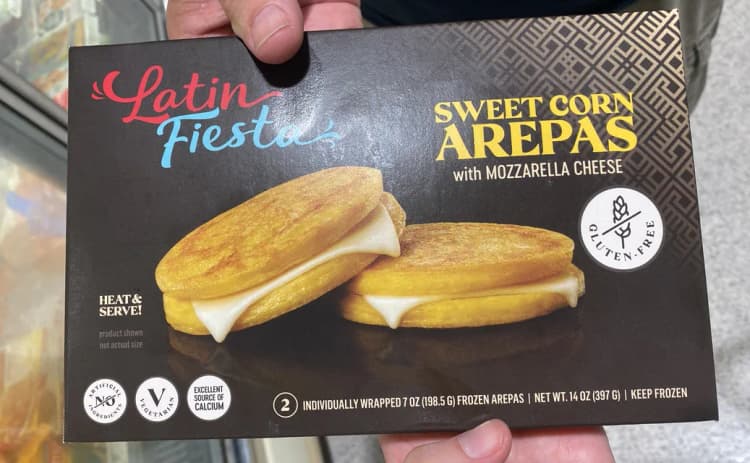 Latin
Fiesta
SWEET CORN
AREPAS
with MOZZARELLA CHEESE
GLUTEN-FREE
HEAT &
SERVE!
product shown
not actual size
ARTIFICIAL
NO
INGREDIENTS
V
VEGETARIAN
EXCELLENT
SOURCE OF
CALCIUM
2 INDIVIDUALLY WRAPPED 7 OZ (198.5 G) FROZEN AREPAS | NET WT. 14 OZ (397 G) | KEEP FROZEN